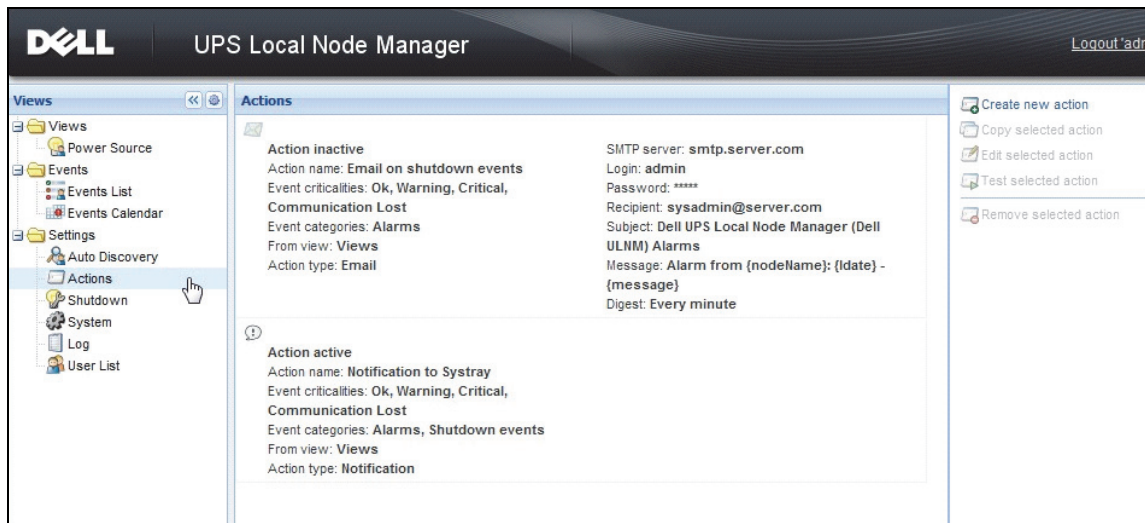 DELL
UPS Local Node Manager
Logout 'adr
Views
Views
Power Source
Events
Events List
Events Calendar
Settings
Auto Discovery
Actions
Shutdown
System
Log
User List
Actions
Action inactive
Action name: Email on shutdown events
Event criticalities: Ok, Warning, Critical,
Communication Lost
Event categories: Alarms
From view: Views
Action type: Email
SMTP server: smtp.server.com
Login: admin
Password: *****
Recipient: sysadmin@server.com
Subject: Dell UPS Local Node Manager (Dell
ULNM) Alarms
Message: Alarm from {nodeName}: {ldate} -
{message}
Digest: Every minute
Action active
Action name: Notification to Systray
Event criticalities: Ok, Warning, Critical,
Communication Lost
Event categories: Alarms, Shutdown events
From view: Views
Action type: Notification
Create new action
Copy selected action
Edit selected action
Test selected action
Remove selected action